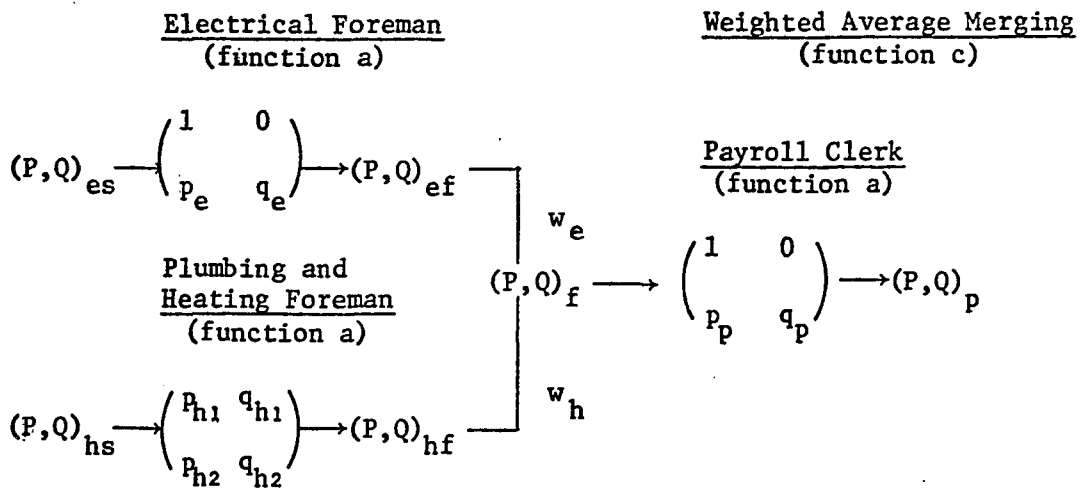 Electrical Foreman
(function a)
Weighted Average Merging
(function c)
(P,Q)es → (1 0 → (P,Q)ef
pe qe)
we
Payroll Clerk
(function a)
Plumbing and
Heating Foreman
(function a)
(P,Q)f → (1 0 → (P,Q)p
pp qp)
wh
(P,Q)hs → (ph1 qh1 → (P,Q)hf
ph2 qh2)